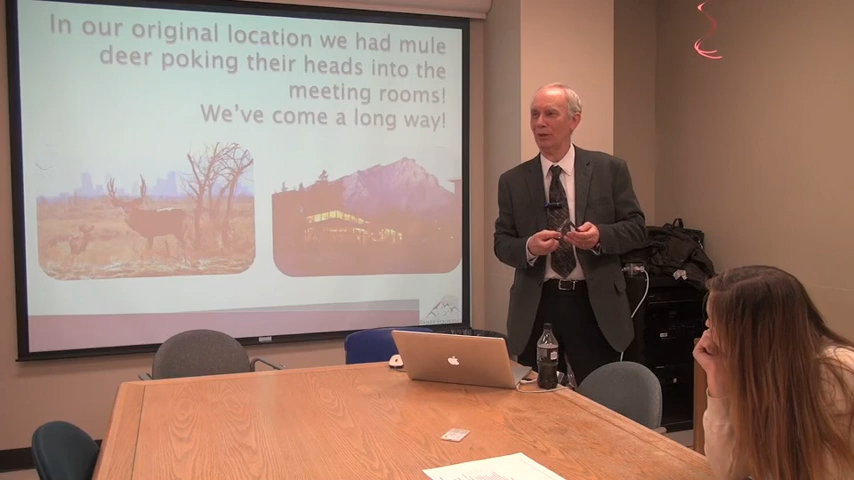 In our original location we had mule
deer poking their heads into the
meeting rooms!
We've come a long way!